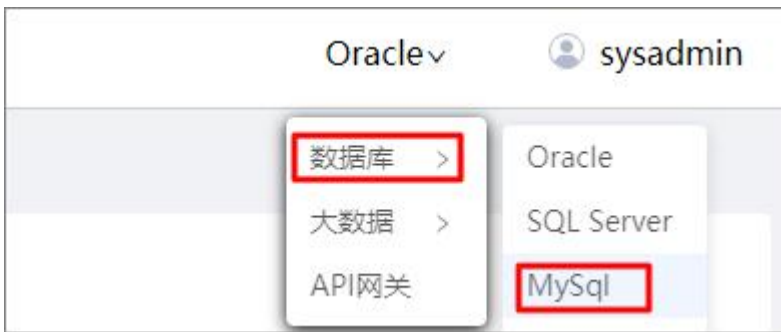 Oracle sysadmin
数据库 > Oracle
大数据 > SQL Server
API网关 MySql